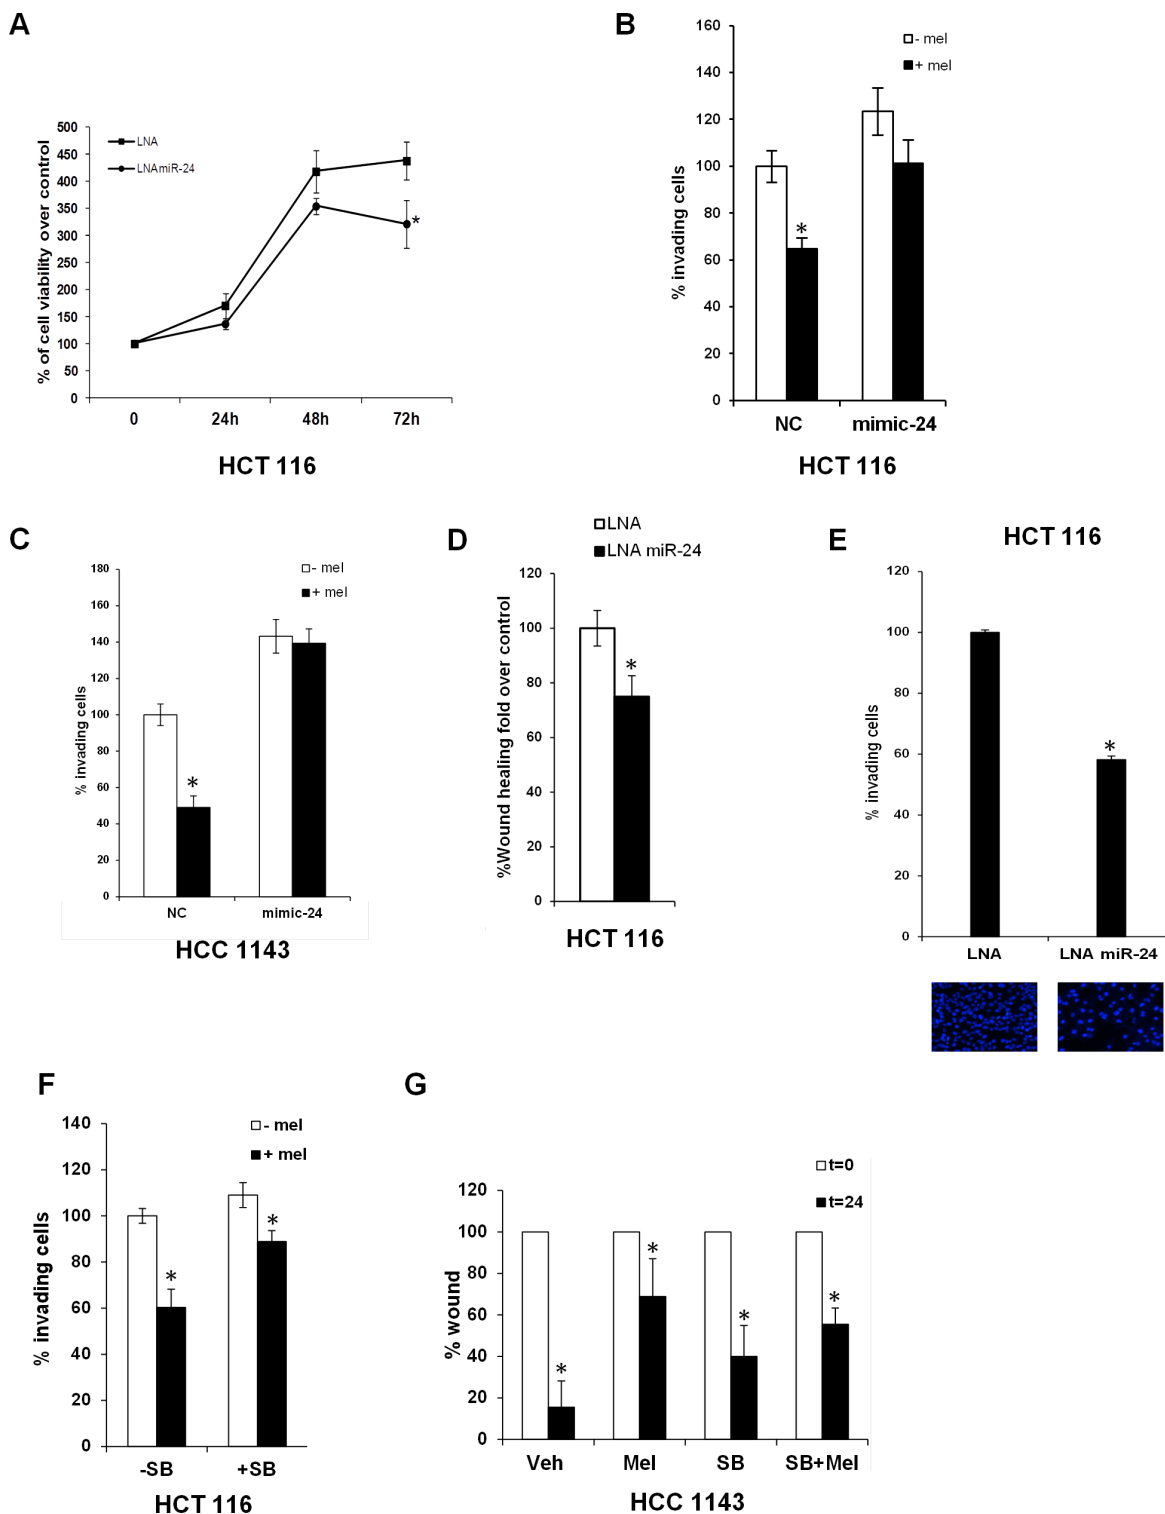 A
% of cell viability over control
500
450
400
350
300
250
200
150
100
50
0
LNA
LNAmiR-24
*
0 24h 48h 72h
HCT 116
B
% invading cells
160
140
120
100
80
60
40
20
0
- mel
+ mel
*
NC mimic-24
HCT 116
C
% invading cells
180
160
140
120
100
80
60
40
20
0
- mel
+ mel
*
NC mimic-24
HCC 1143
D
LNA
LNA miR-24
%Wound healing fold over control
120
100
80
60
40
20
0
*
HCT 116
E
HCT 116
% invading cells
120
100
80
60
40
20
0
*
LNA LNA miR-24
F
% invading cells
140
120
100
80
60
40
20
0
- mel
+ mel
*
*
-SB +SB
HCT 116
G
% wound
120
100
80
60
40
20
0
t=0
t=24
*
*
*
*
Veh Mel SB SB+Mel
HCC 1143